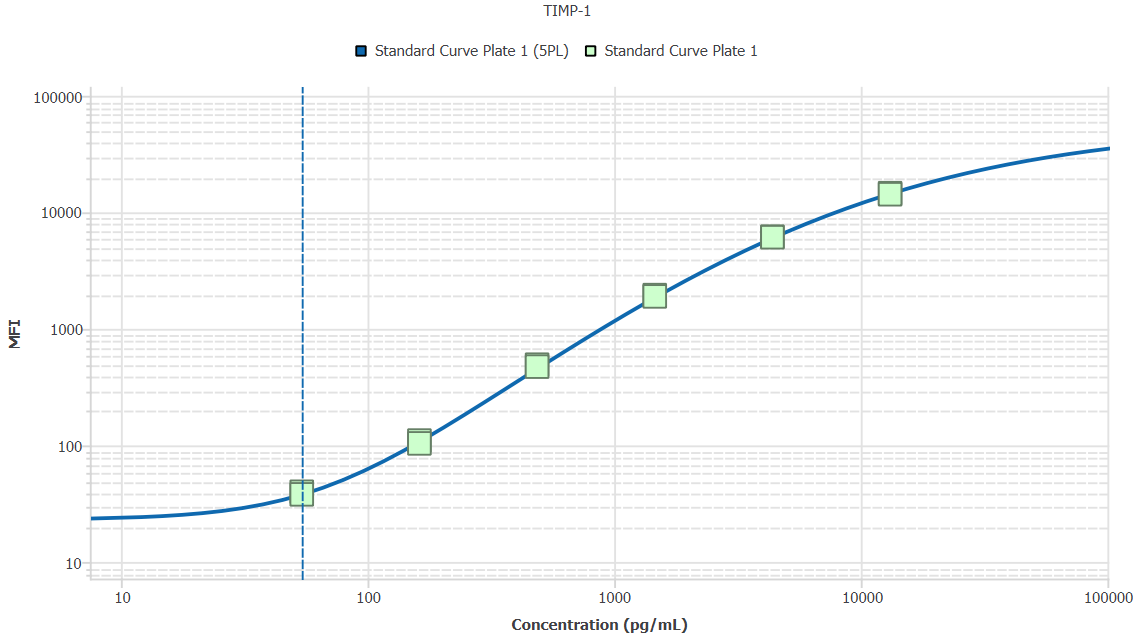 TIMP-1
Standard Curve Plate 1 (5PL) Standard Curve Plate 1
100000
10000
1000
100
10
MFI
10 100 1000 10000 100000
Concentration (pg/mL)